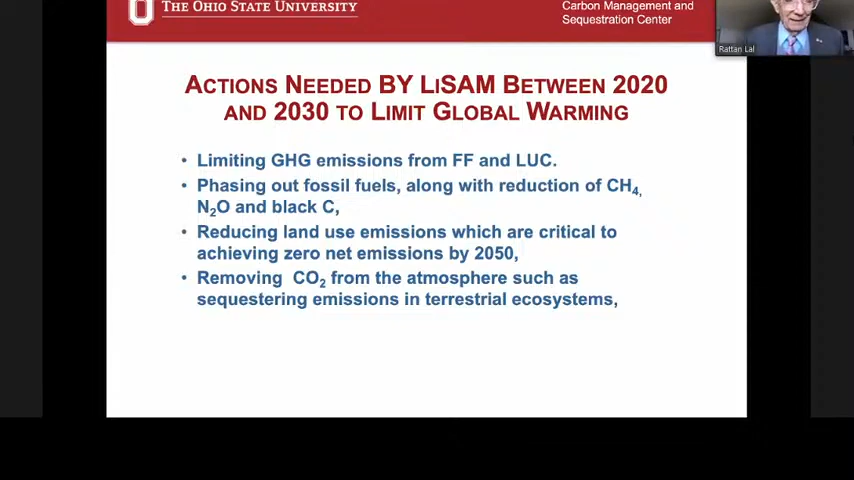 THE OHIO STATE UNIVERSITY
Carbon Management and
Sequestration Center
Rattan Lal
ACTIONS NEEDED BY LISAM BETWEEN 2020
AND 2030 TO LIMIT GLOBAL WARMING
• Limiting GHG emissions from FF and LUC.
• Phasing out fossil fuels, along with reduction of CH₄,
N₂O and black C,
• Reducing land use emissions which are critical to
achieving zero net emissions by 2050,
• Removing CO₂ from the atmosphere such as
sequestering emissions in terrestrial ecosystems,